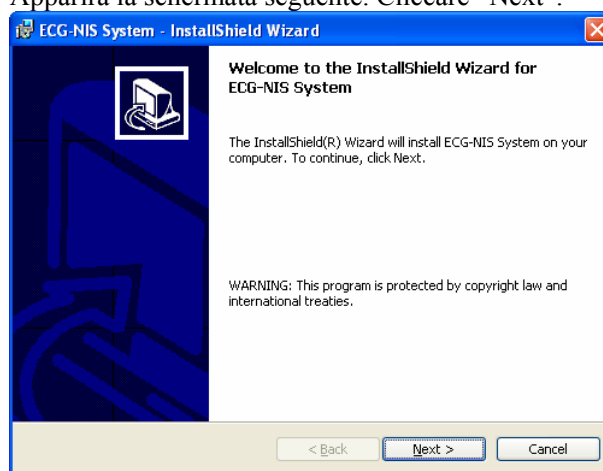 Apparirà la schermata seguente. Cliccare "Next".
ECG-NIS System - InstallShield Wizard
Welcome to the InstallShield Wizard for
ECG-NIS System
The InstallShield(R) Wizard will install ECG-NIS System on your
computer. To continue, click Next.
WARNING: This program is protected by copyright law and
international treaties.
< Back
Next >
Cancel